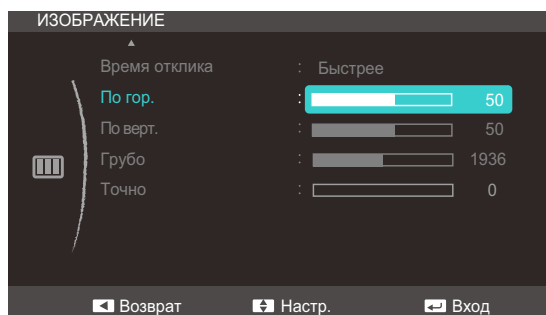 ИЗОБРАЖЕНИЕ
Время отклика : Быстрее
По гор. : 50
По верт. : 50
Грубо : 1936
Точно : 0
Возврат Настр. Вход